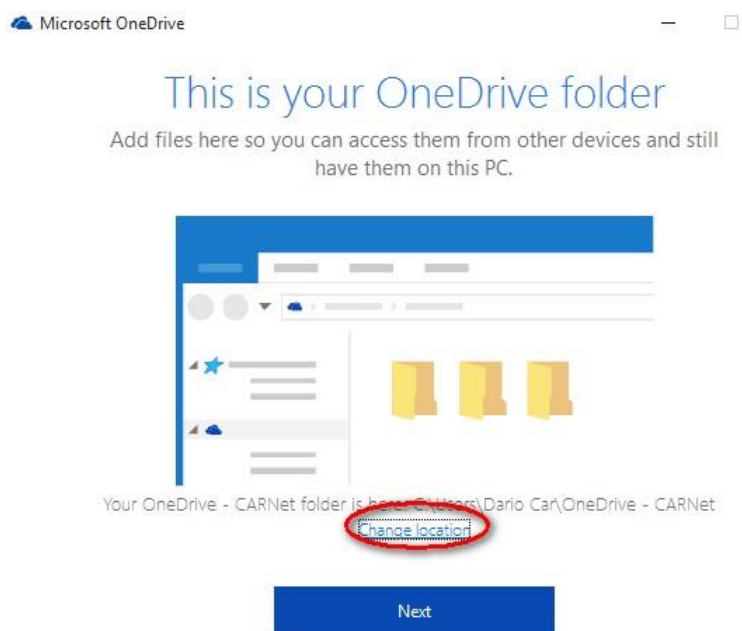 Microsoft OneDrive
This is your OneDrive folder
Add files here so you can access them from other devices and still
have them on this PC.
Your OneDrive - CARNet folder is here: C:\Users\Dario Car\OneDrive - CARNet
Change location
Next